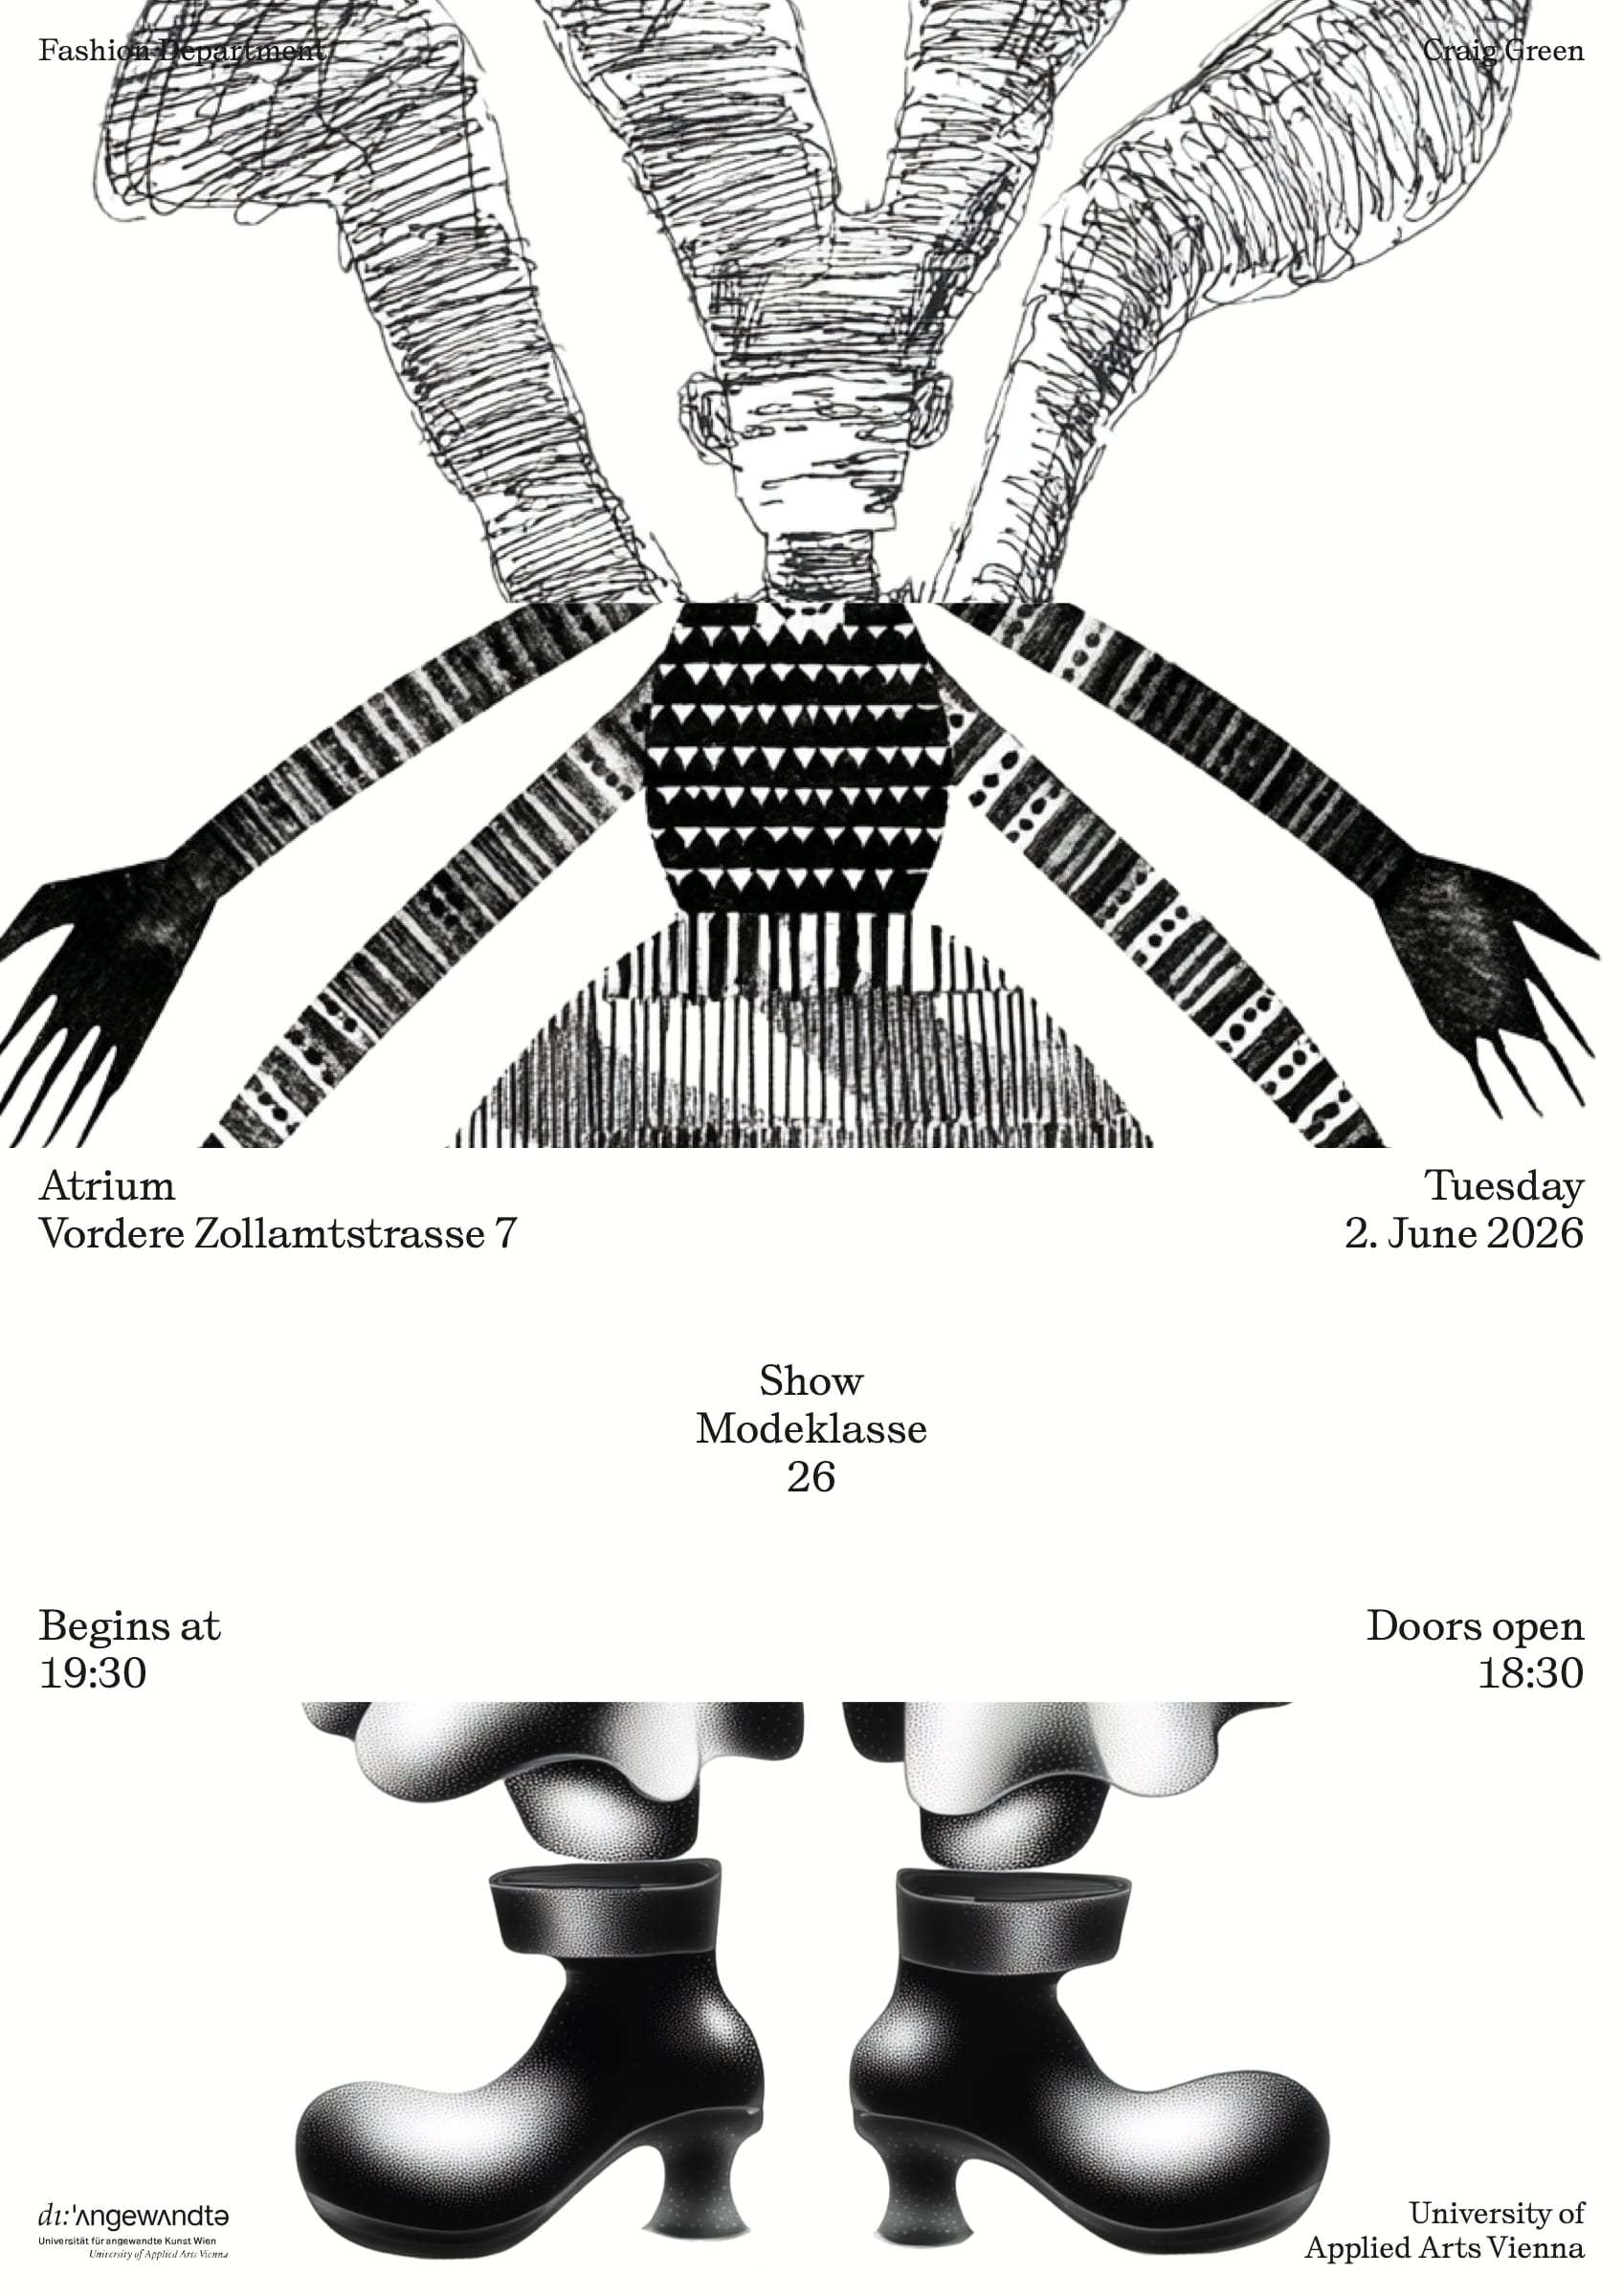 Fashion Department
Craig Green
Atrium
Vordere Zollamtstrasse 7
Tuesday
2. June 2026
Show
Modeklasse
26
Begins at
19:30
Doors open
18:30
dı:'ʌngewʌndtə
Universität für angewandte Kunst Wien
University of Applied Arts Vienna
University of
Applied Arts Vienna